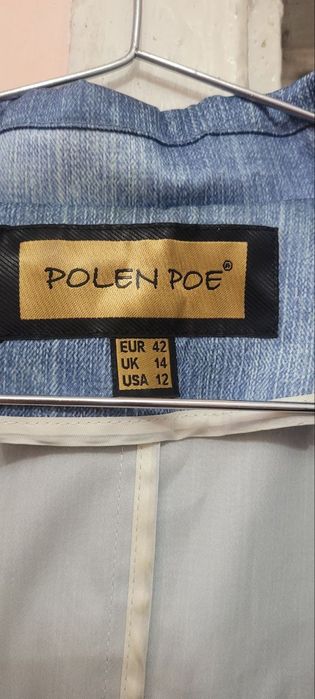 POLEN POE®
EUR 42
UK 14
USA 12